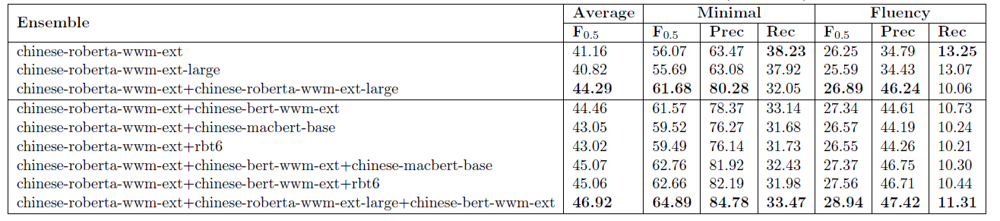 Ensemble Average Minimal Fluency
F0.5 F0.5 Prec Rec F0.5 Prec Rec
chinese-roberta-wwm-ext 41.16 56.07 63.47 38.23 26.25 34.79 13.25
chinese-roberta-wwm-ext-large 40.82 55.69 63.08 37.92 25.59 34.43 13.07
chinese-roberta-wwm-ext+chinese-roberta-wwm-ext-large 44.29 61.68 80.28 32.05 26.89 46.24 10.06
chinese-roberta-wwm-ext+chinese-bert-wwm-ext 44.46 61.57 78.37 33.14 27.34 44.61 10.73
chinese-roberta-wwm-ext+chinese-macbert-base 43.05 59.52 76.27 31.68 26.57 44.19 10.24
chinese-roberta-wwm-ext+rbt6 43.02 59.49 76.14 31.73 26.55 44.26 10.21
chinese-roberta-wwm-ext+chinese-bert-wwm-ext+chinese-macbert-base 45.07 62.76 81.92 32.43 27.37 46.75 10.30
chinese-roberta-wwm-ext+chinese-bert-wwm-ext+rbt6 45.06 62.66 82.19 31.98 27.56 46.71 10.44
chinese-roberta-wwm-ext+chinese-roberta-wwm-ext-large+chinese-bert-wwm-ext 46.92 64.89 84.78 33.47 28.94 47.42 11.31